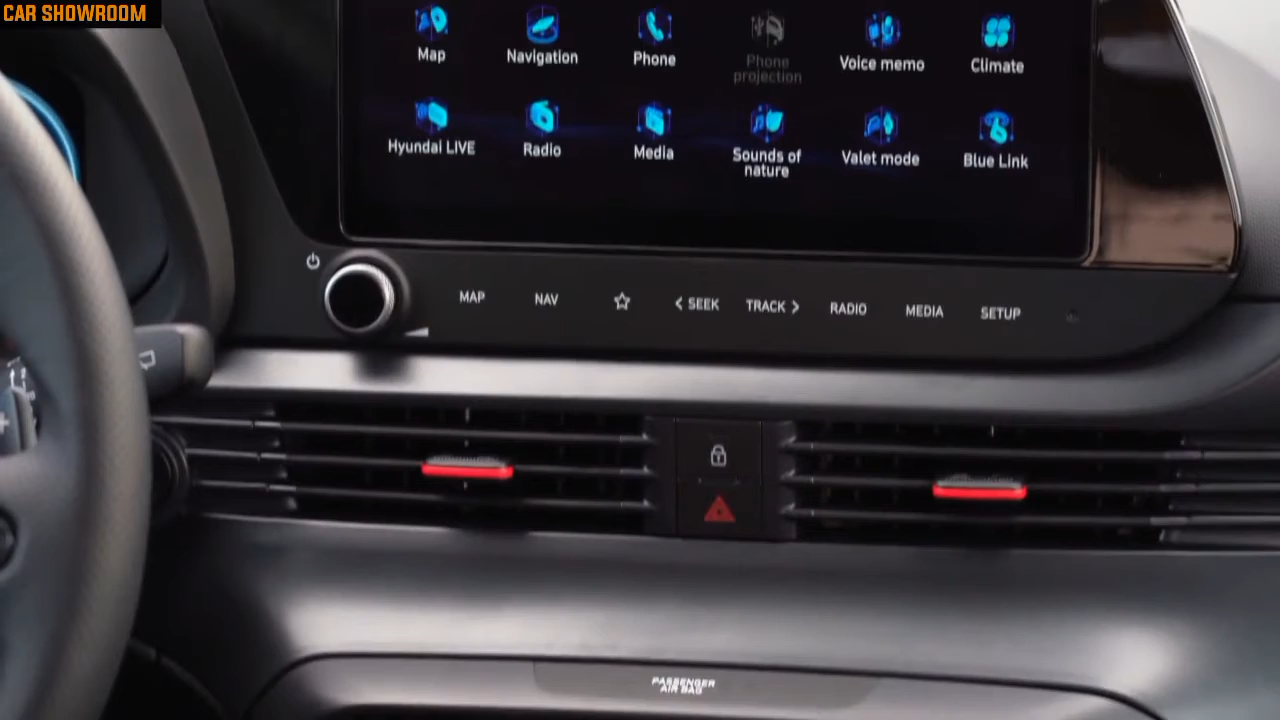 CAR SHOWROOM
Map
Navigation
Phone
Phone
projection
Voice memo
Climate
Hyundai LIVE
Radio
Media
Sounds of
nature
Valet mode
Blue Link
MAP
NAV
< SEEK
TRACK >
RADIO
MEDIA
SETUP
PASSENGER
AIR BAG